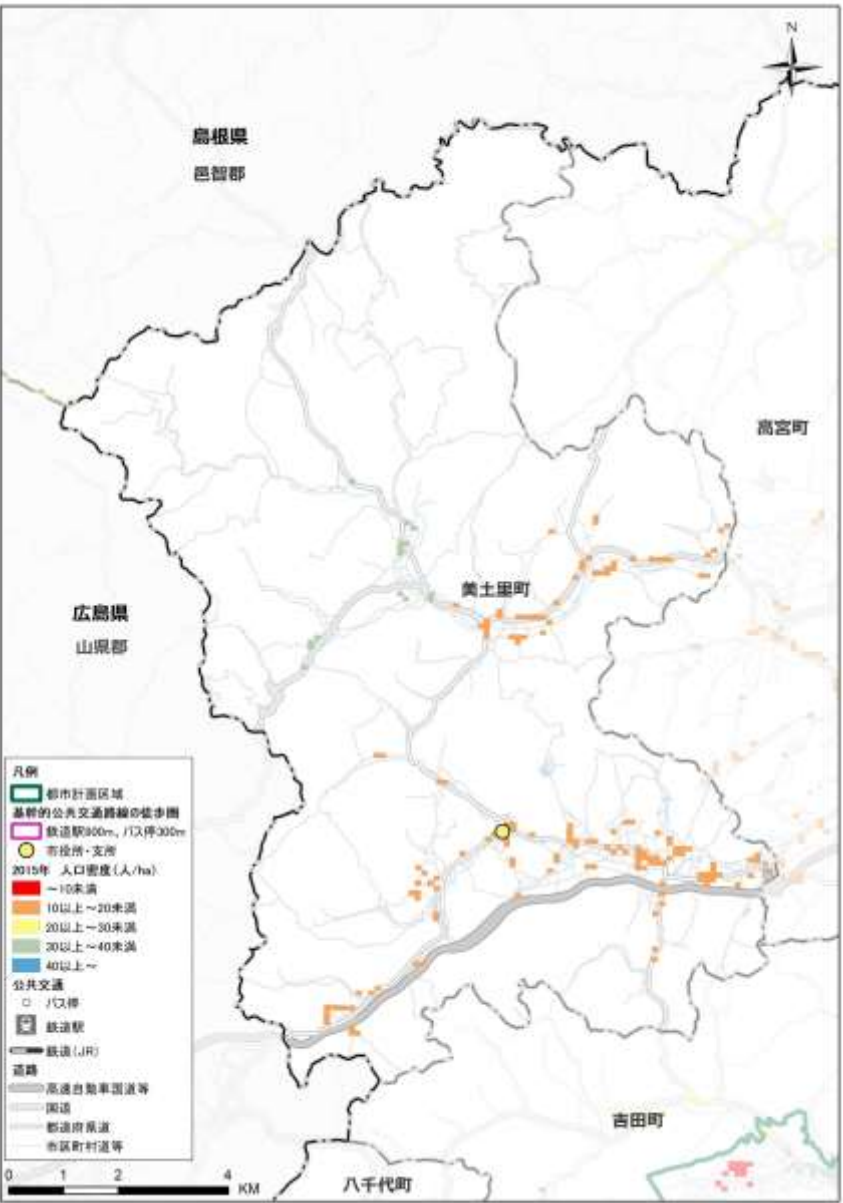 N
島根県
邑智郡
高宮町
美土里町
広島県
山県郡
凡例
都市計画区域
基幹的公共交通路線の徒歩圏
鉄道駅800m、バス停300m
市役所・支所
2015年 人口密度(人/ha)
～10未満
10以上～20未満
20以上～30未満
30以上～40未満
40以上～
公共交通
バス停
鉄道駅
鉄道(JR)
道路
高速自動車国道等
国道
都道府県道
市区町村道等
吉田町
八千代町
0 1 2 4
KM